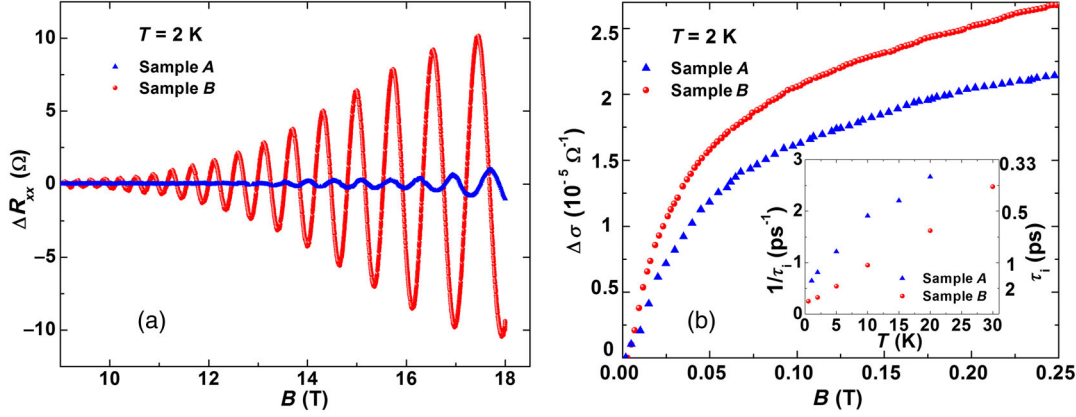 T = 2 K
Sample A
Sample B
ΔRxx (Ω)
10
5
0
−5
−10
(a)
10
12
14
16
18
B (T)
T = 2 K
Sample A
Sample B
Δσ (10⁻⁵ Ω⁻¹)
2.5
2
1.5
1
0.5
0
(b)
0.00
0.05
0.10
0.15
0.20
0.25
B (T)
1/τi (ps⁻¹)
3
2
1
0
0.33
0.5
1
2
τi (ps)
Sample A
Sample B
0 5 10 15 20 25 30
T (K)